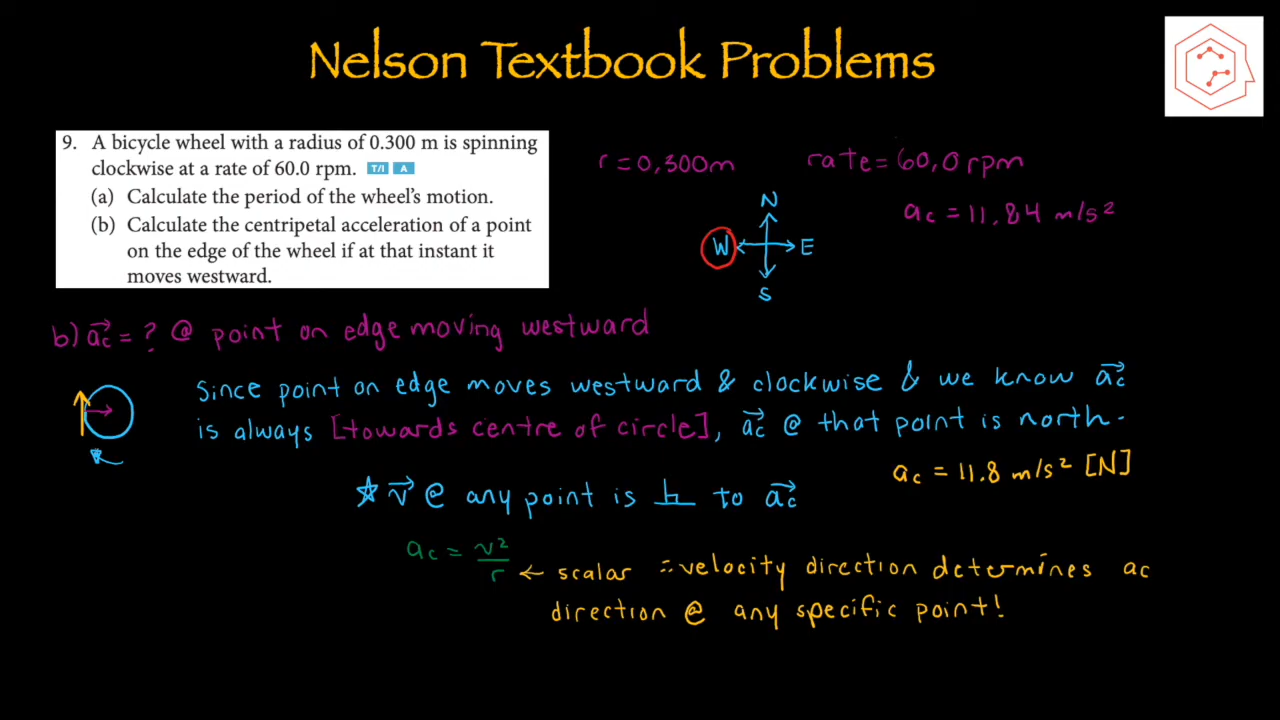 Nelson Textbook Problems
9. A bicycle wheel with a radius of 0.300 m is spinning
clockwise at a rate of 60.0 rpm. T/I A
(a) Calculate the period of the wheel's motion.
(b) Calculate the centripetal acceleration of a point
on the edge of the wheel if at that instant it
moves westward.
r = 0.300m rate = 60.0 rpm
ac = 11.84 m/s²
N
W E
S
b) a⃗c = ? @ point on edge moving westward
Since point on edge moves westward & clockwise & we know a⃗c
is always [towards centre of circle], a⃗c @ that point is north.
ac = 11.8 m/s² [N]
☆ v⃗ @ any point is ⊥ to a⃗c
ac = v²/r ← scalar ∴ velocity direction determines ac
direction @ any specific point!